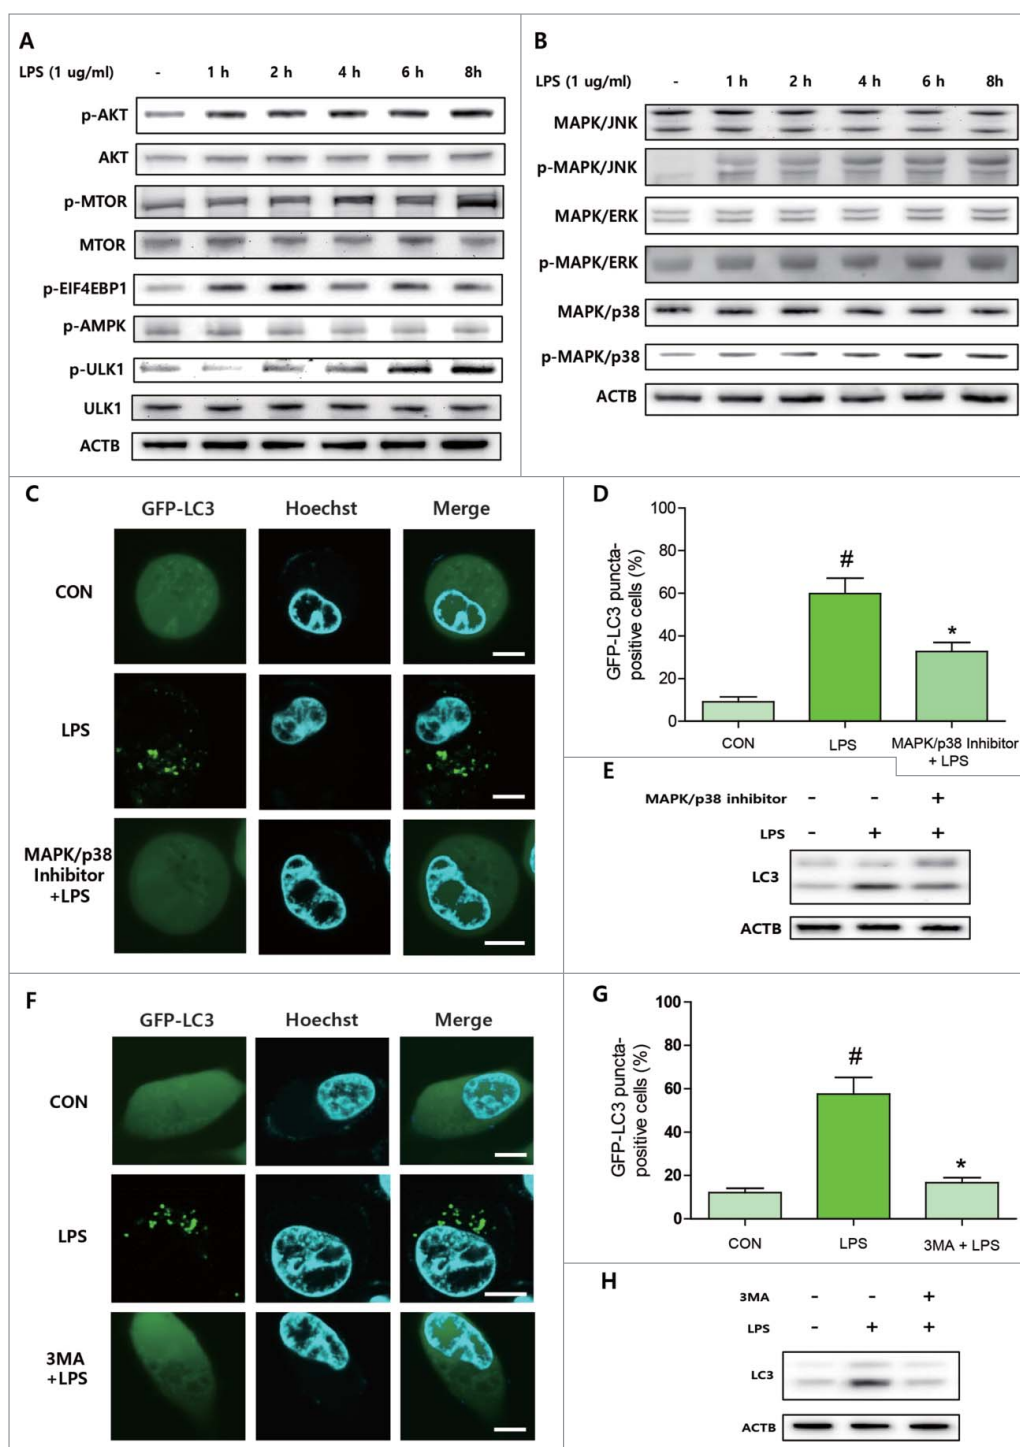 A
LPS (1 ug/ml) - 1 h 2 h 4 h 6 h 8h
p-AKT
AKT
p-MTOR
MTOR
p-EIF4EBP1
p-AMPK
p-ULK1
ULK1
ACTB
B
LPS (1 ug/ml) - 1 h 2 h 4 h 6 h 8h
MAPK/JNK
p-MAPK/JNK
MAPK/ERK
p-MAPK/ERK
MAPK/p38
p-MAPK/p38
ACTB
C
GFP-LC3 Hoechst Merge
CON
LPS
MAPK/p38
Inhibitor
+LPS
D
GFP-LC3 puncta-
positive cells (%)
100
80
60
40
20
0
#
*
CON LPS MAPK/p38 Inhibitor
+ LPS
E
MAPK/p38 inhibitor - - +
LPS - + +
LC3
ACTB
F
GFP-LC3 Hoechst Merge
CON
LPS
3MA
+LPS
G
GFP-LC3 puncta-
positive cells (%)
100
80
60
40
20
0
#
*
CON LPS 3MA + LPS
H
3MA - - +
LPS - + +
LC3
ACTB